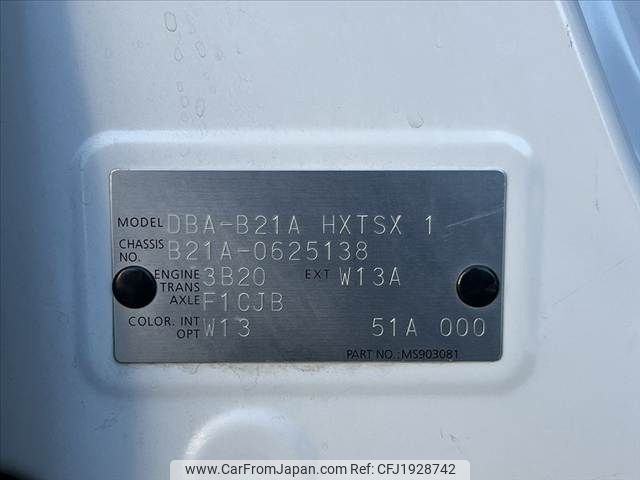 MODEL DBA-B21A HXTSX 1
CHASSIS NO. B21A-0625138
ENGINE 3B20 EXT W13A
TRANS AXLE F1CJB
COLOR. INT OPT W13 51A 000
PART NO.:MS903081
www.CarFromJapan.com - CFJ1928742